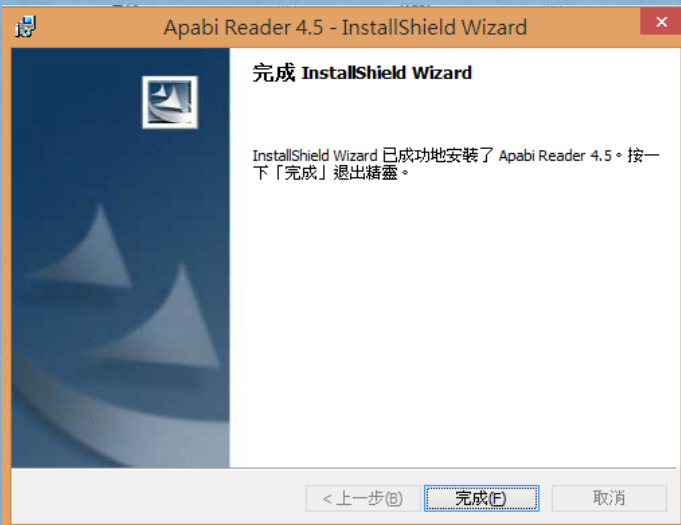 Apabi Reader 4.5 - InstallShield Wizard
完成 InstallShield Wizard
InstallShield Wizard 已成功地安裝了 Apabi Reader 4.5。按一
下「完成」退出精靈。
< 上一步(B) 完成(F) 取消